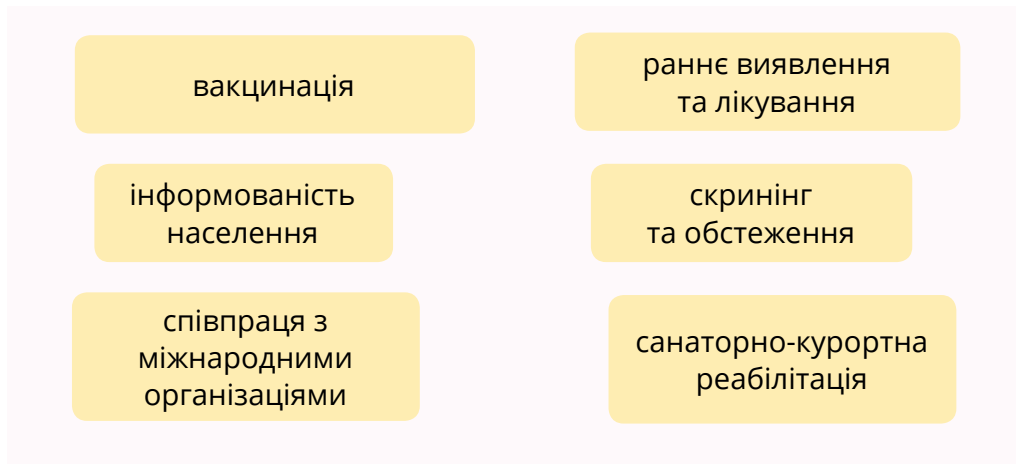 вакцинація
раннє виявлення
та лікування
інформованість
населення
скринінг
та обстеження
співпраця з
міжнародними
організаціями
санаторно-курортна
реабілітація